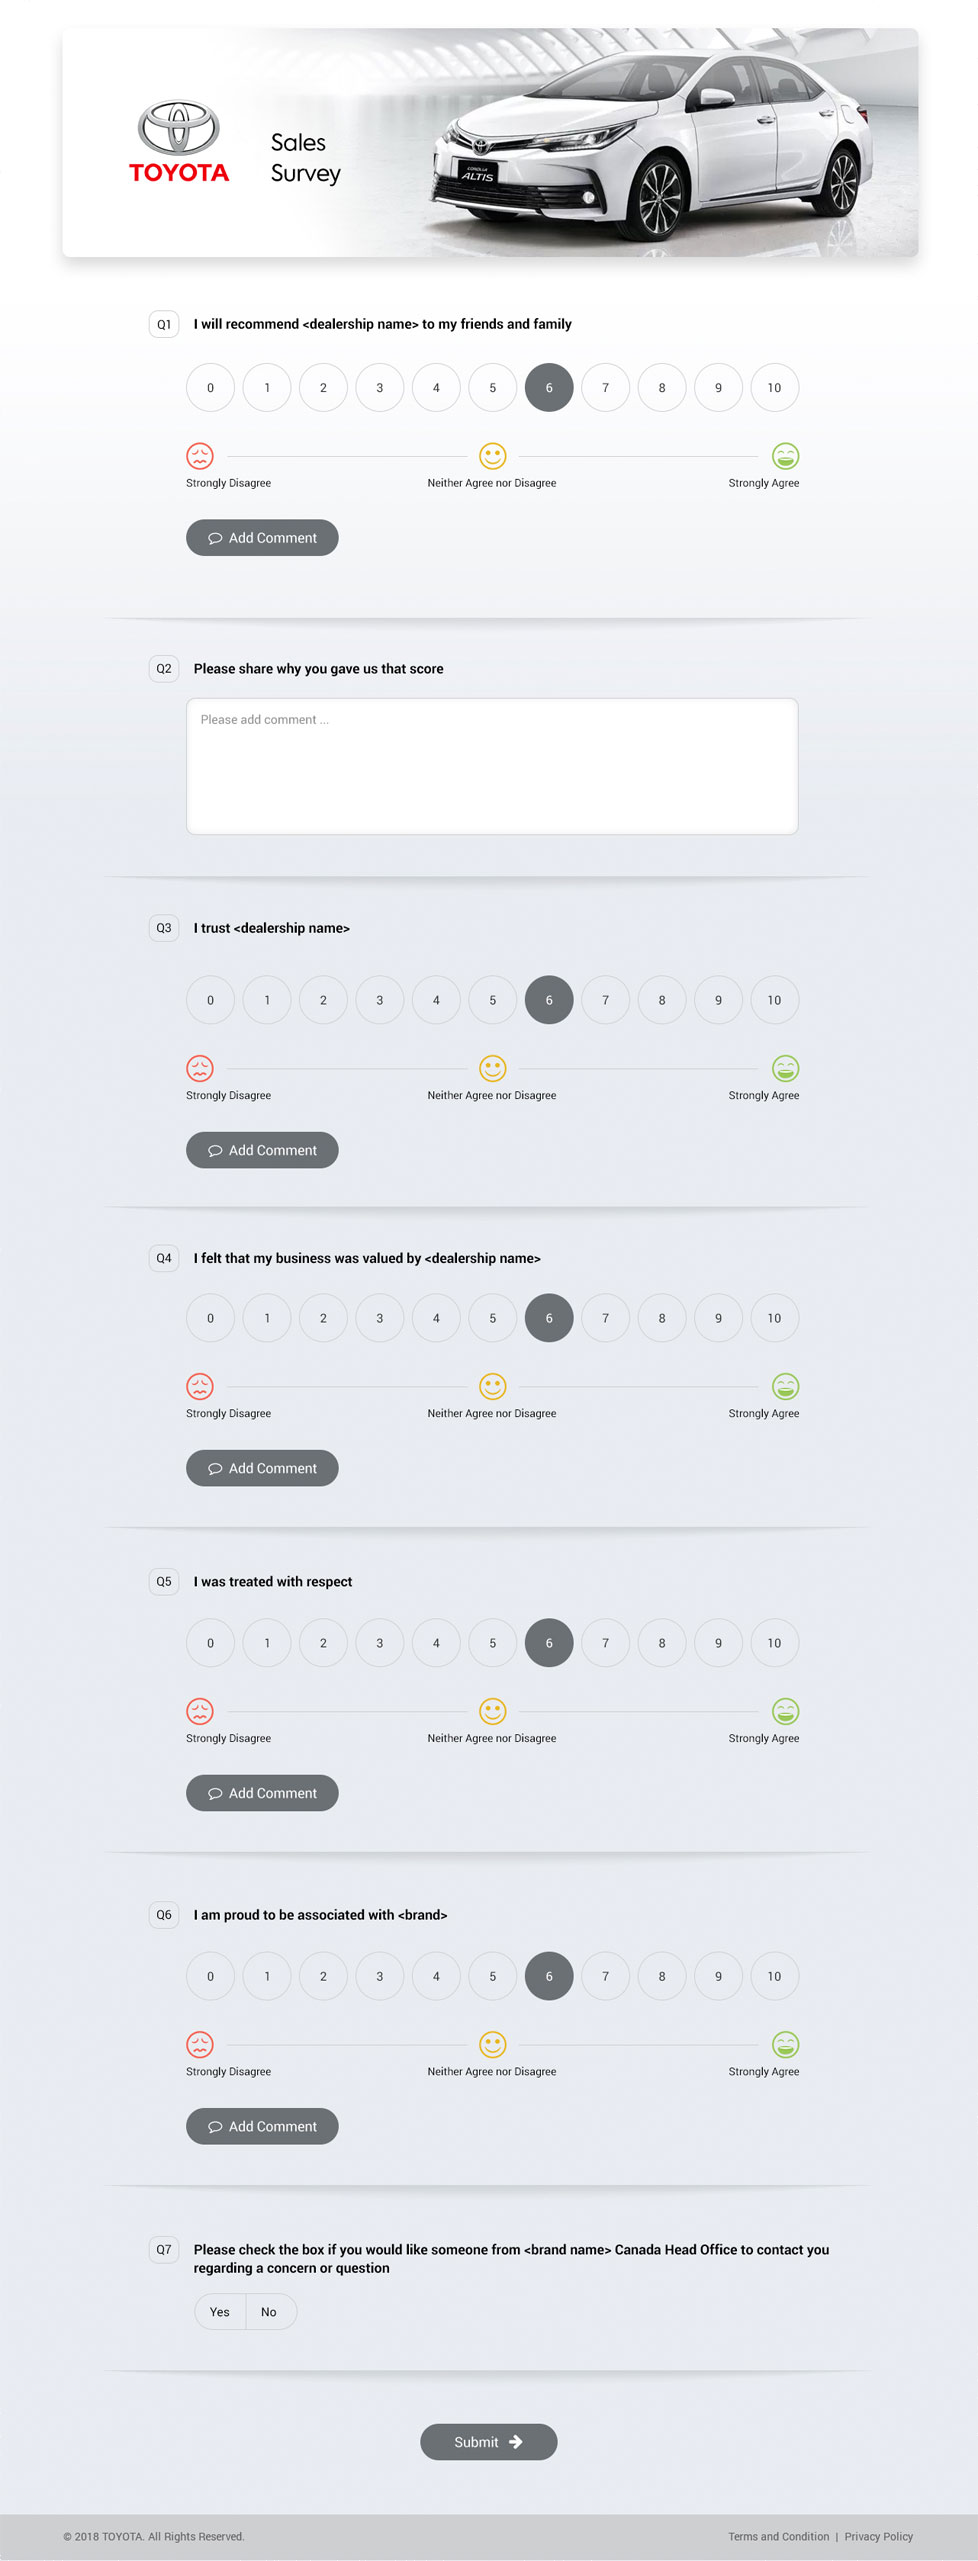 TOYOTA
Sales
Survey
COROLLA
ALTIS
Q1 I will recommend <dealership name> to my friends and family
0 1 2 3 4 5 6 7 8 9 10
Strongly Disagree Neither Agree nor Disagree Strongly Agree
Add Comment
Q2 Please share why you gave us that score
Please add comment ...
Q3 I trust <dealership name>
0 1 2 3 4 5 6 7 8 9 10
Strongly Disagree Neither Agree nor Disagree Strongly Agree
Add Comment
Q4 I felt that my business was valued by <dealership name>
0 1 2 3 4 5 6 7 8 9 10
Strongly Disagree Neither Agree nor Disagree Strongly Agree
Add Comment
Q5 I was treated with respect
0 1 2 3 4 5 6 7 8 9 10
Strongly Disagree Neither Agree nor Disagree Strongly Agree
Add Comment
Q6 I am proud to be associated with <brand>
0 1 2 3 4 5 6 7 8 9 10
Strongly Disagree Neither Agree nor Disagree Strongly Agree
Add Comment
Q7 Please check the box if you would like someone from <brand name> Canada Head Office to contact you
regarding a concern or question
Yes No
Submit
© 2018 TOYOTA. All Rights Reserved. Terms and Condition | Privacy Policy